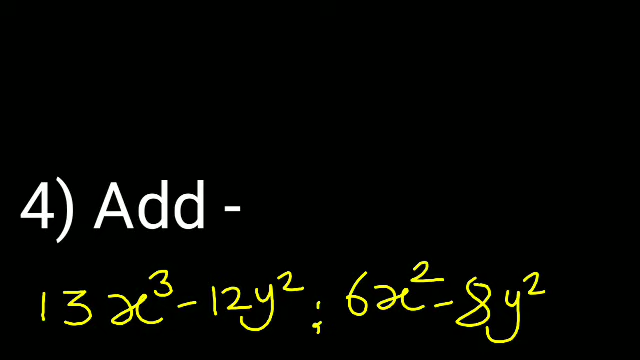 4) Add -
13x³ - 12y² ; 6x² - 8y²